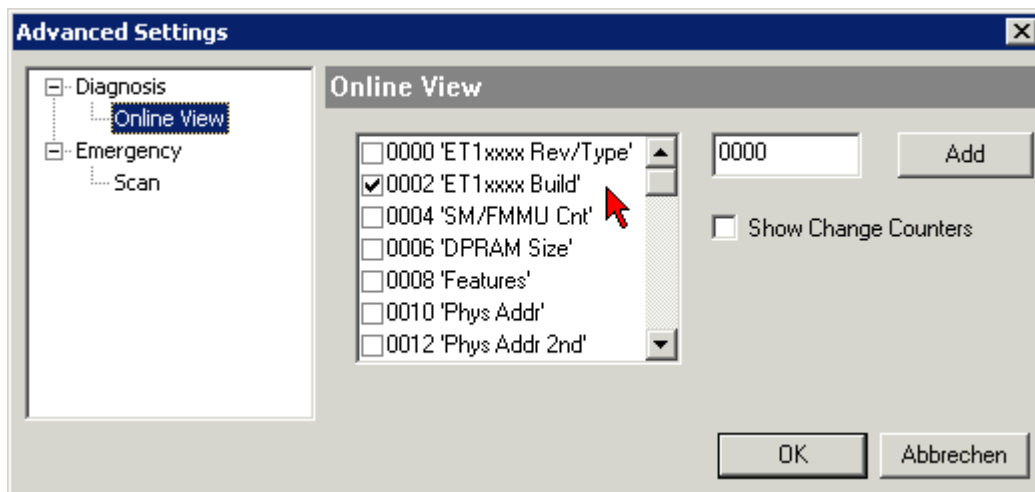 Advanced Settings
Diagnosis
Online View
Emergency
Scan
Online View
0000 'ET1xxxx Rev/Type'
0002 'ET1xxxx Build'
0004 'SM/FMMU Cnt'
0006 'DPRAM Size'
0008 'Features'
0010 'Phys Addr'
0012 'Phys Addr 2nd'
0000
Add
Show Change Counters
OK
Abbrechen